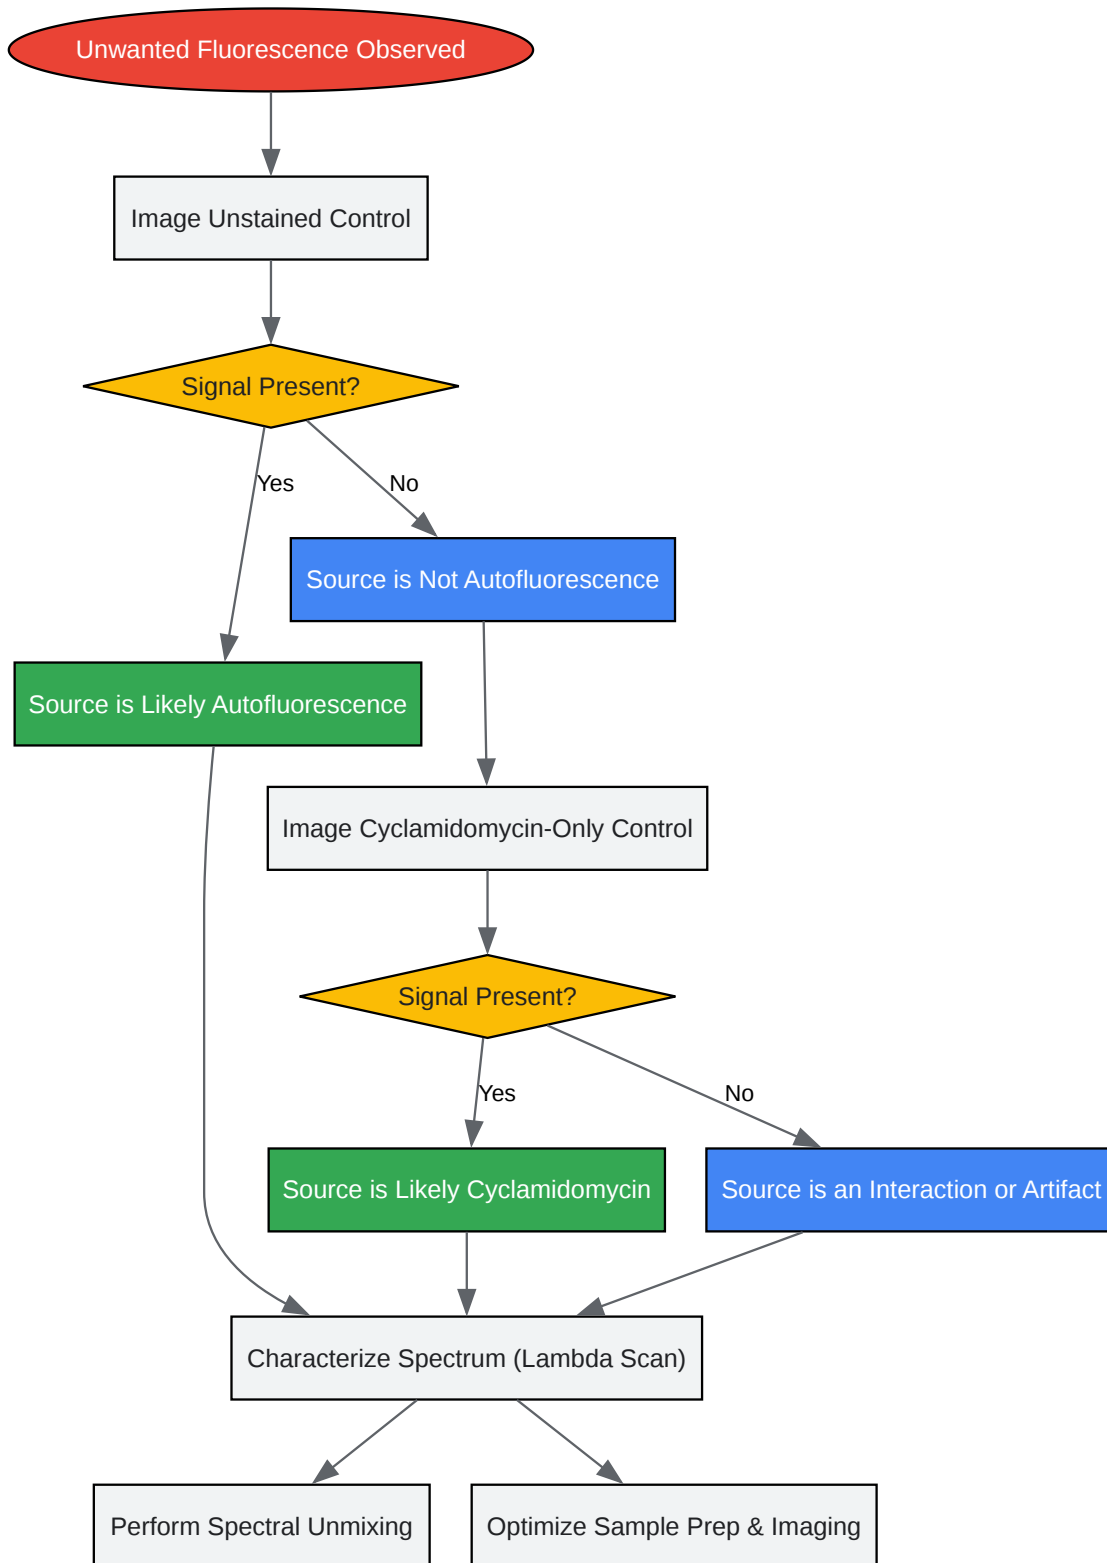 Unwanted Fluorescence Observed
Image Unstained Control
Signal Present?
Yes
No
Source is Not Autofluorescence
Source is Likely Autofluorescence
Image Cyclamidomycin-Only Control
Signal Present?
Yes
No
Source is Likely Cyclamidomycin
Source is an Interaction or Artifact
Characterize Spectrum (Lambda Scan)
Perform Spectral Unmixing
Optimize Sample Prep & Imaging